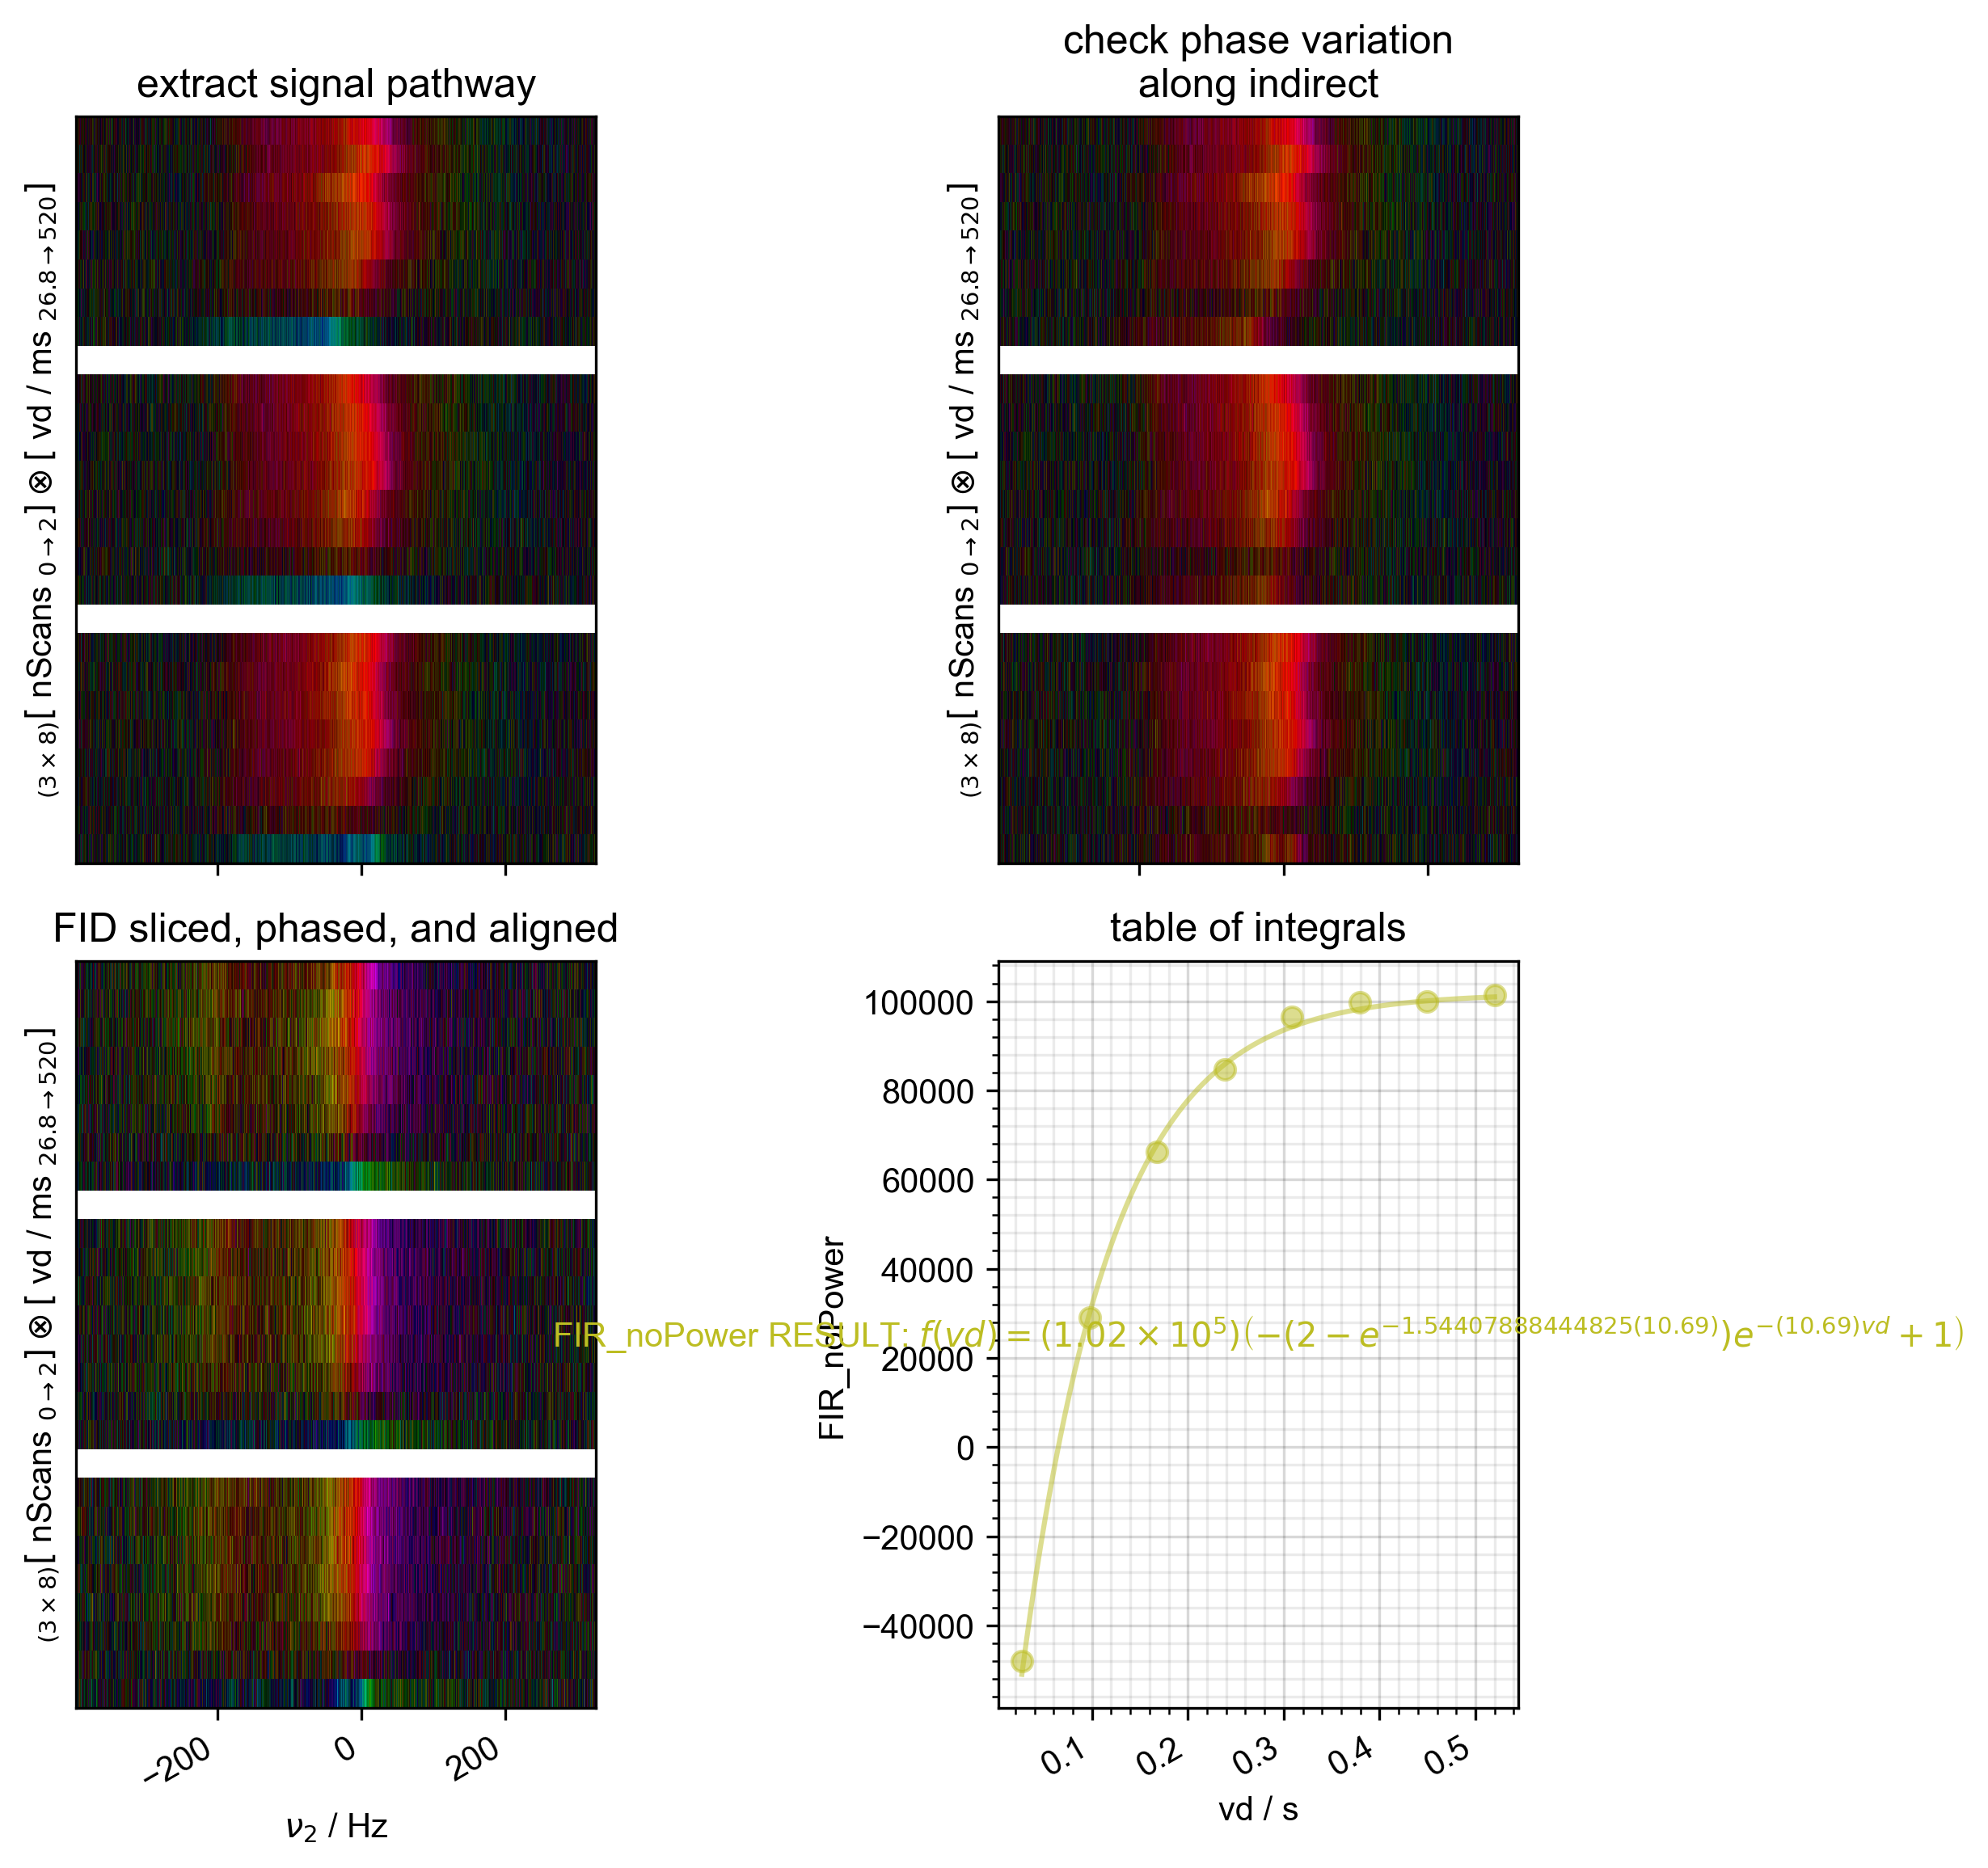 extract signal pathway
(3 × 8)[ nScans 0→2] ⊗ [ vd / ms 26.8→520]
check phase variation
along indirect
(3 × 8)[ nScans 0→2] ⊗ [ vd / ms 26.8→520]
FID sliced, phased, and aligned
(3 × 8)[ nScans 0→2] ⊗ [ vd / ms 26.8→520]
−200
0
200
ν₂ / Hz
table of integrals
FIR_noPower
100000
80000
60000
40000
20000
0
−20000
−40000
FIR_noPower RESULT: f(vd) = (1.02 × 10^5)(−(2 − e^{−1.54407888444825(10.69)})e^{−(10.69)vd} + 1)
0.1
0.2
0.3
0.4
0.5
vd / s